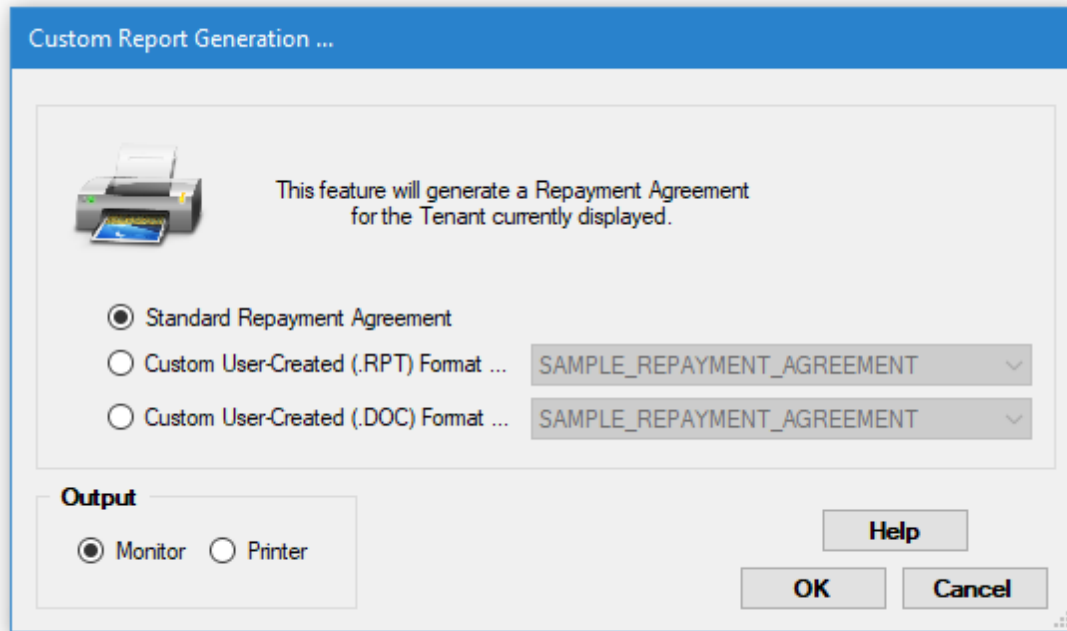 Custom Report Generation ...
This feature will generate a Repayment Agreement
for the Tenant currently displayed.
Standard Repayment Agreement
Custom User-Created (.RPT) Format ... SAMPLE_REPAYMENT_AGREEMENT
Custom User-Created (.DOC) Format ... SAMPLE_REPAYMENT_AGREEMENT
Output
Monitor Printer
Help
OK Cancel